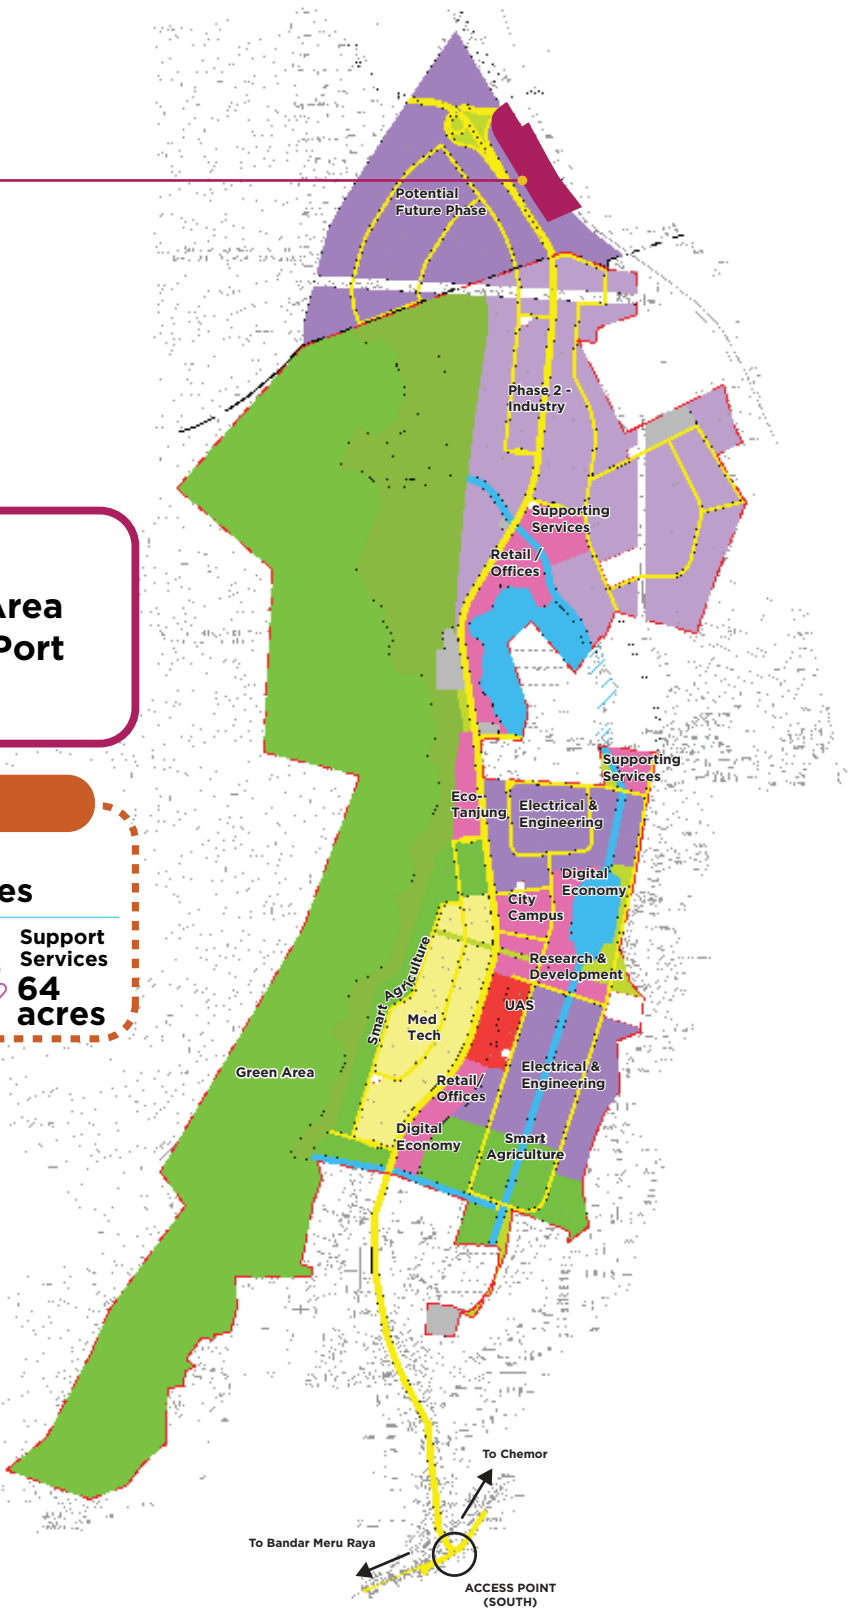 Potential
Future Phase
Phase 2 -
Industry
Supporting
Services
Retail /
Offices
Area
Port
Supporting
Services
Eco-
Tanjung
Electrical &
Engineering
es
Digital
Economy
City
Campus
Support
Services
64
acres
Smart Agriculture
Research &
Development
UAS
Med
Tech
Green Area
Electrical &
Engineering
Retail/
Offices
Digital
Economy
Smart
Agriculture
To Chemor
To Bandar Meru Raya
ACCESS POINT
(SOUTH)